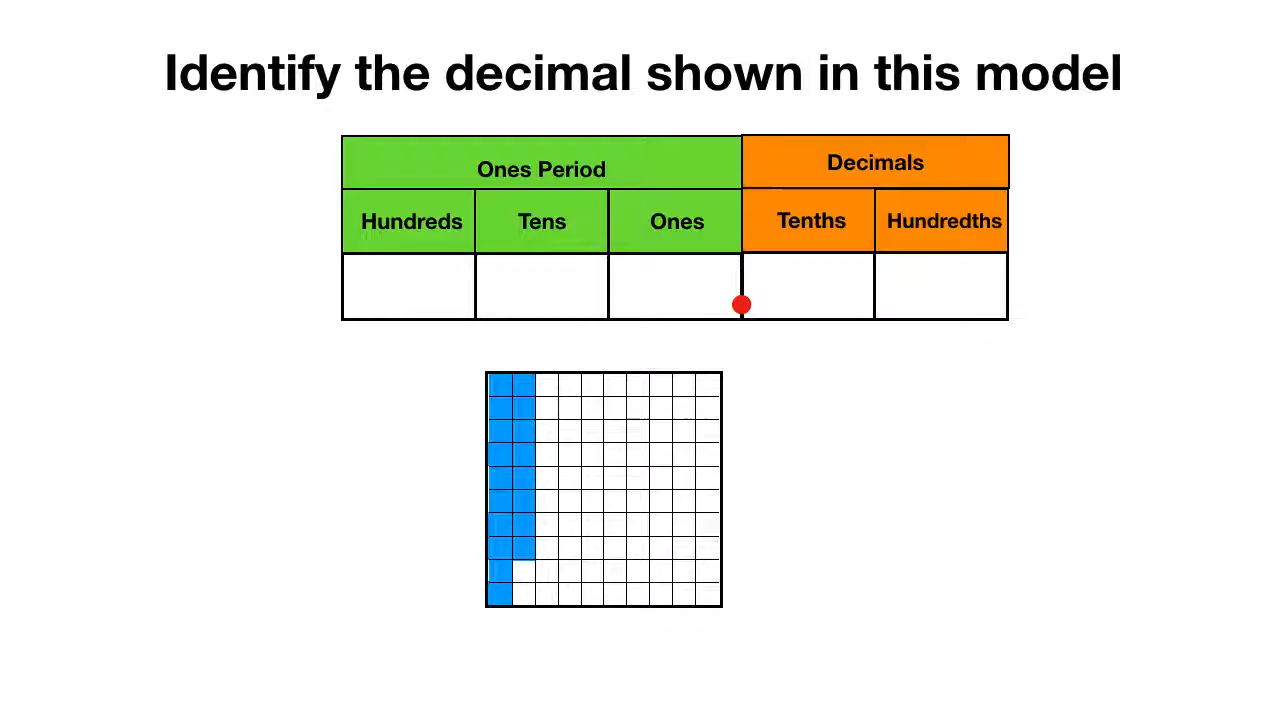 Identify the decimal shown in this model
Ones Period
Decimals
Hundreds Tens Ones Tenths Hundredths